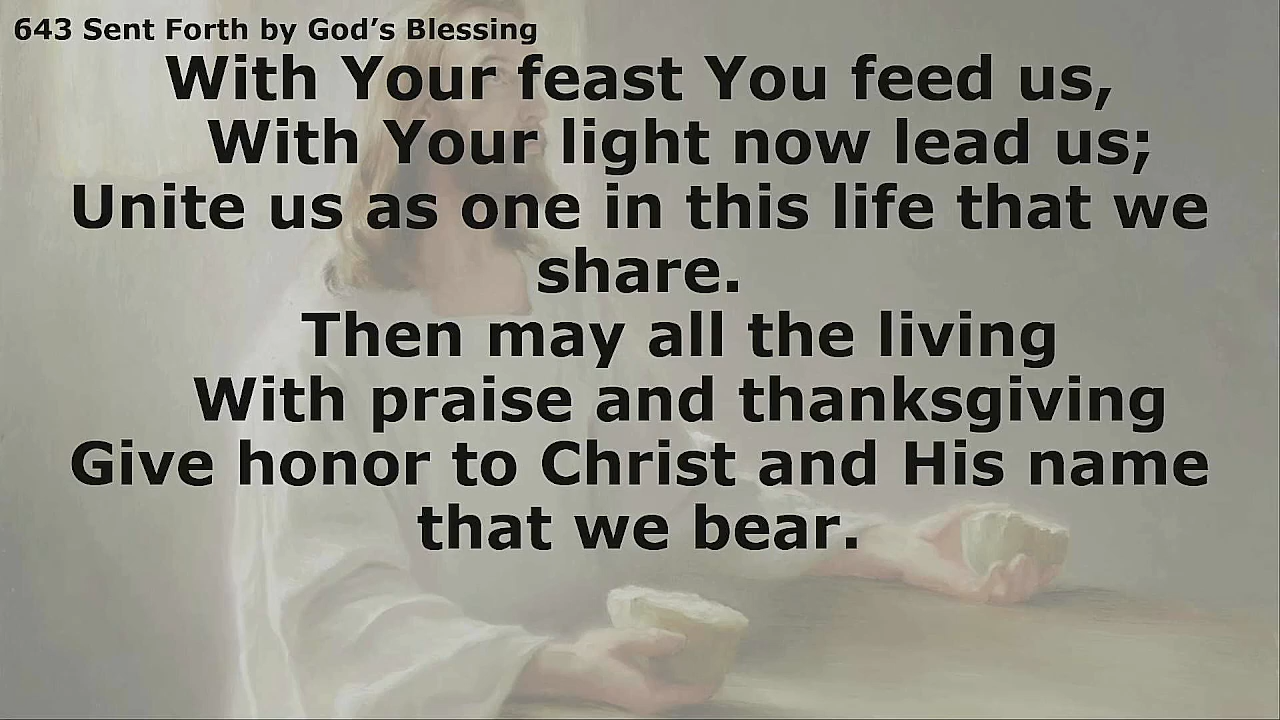 643 Sent Forth by God’s Blessing
With Your feast You feed us,
With Your light now lead us;
Unite us as one in this life that we
share.
Then may all the living
With praise and thanksgiving
Give honor to Christ and His name
that we bear.